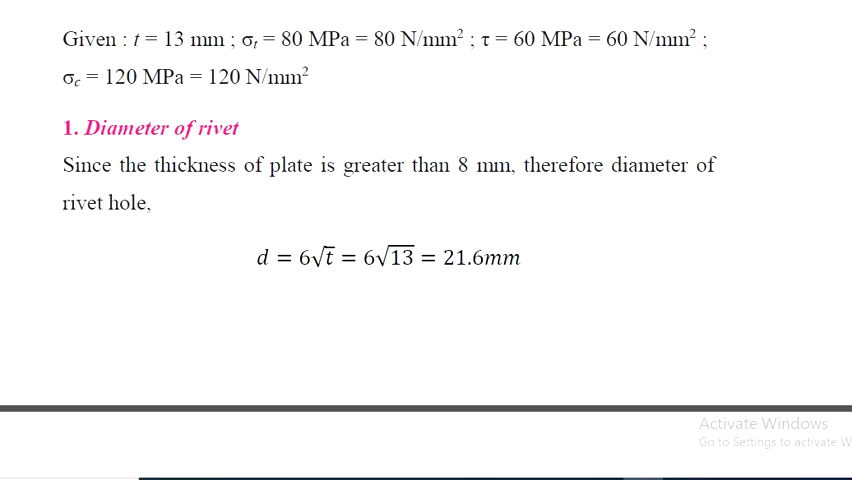 Given : t = 13 mm ; σt = 80 MPa = 80 N/mm² ; τ = 60 MPa = 60 N/mm² ;
σc = 120 MPa = 120 N/mm²
1. Diameter of rivet
Since the thickness of plate is greater than 8 mm, therefore diameter of
rivet hole,
d = 6√t = 6√13 = 21.6mm
Activate Windows
Go to Settings to activate W